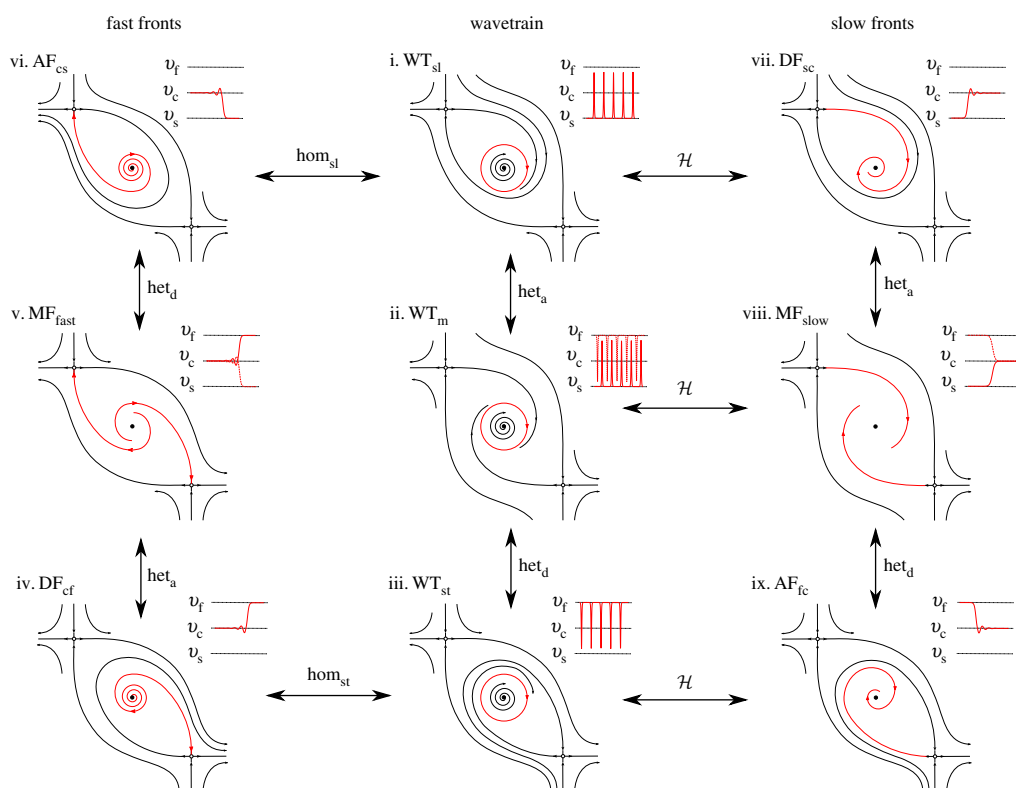 fast fronts wavetrain slow fronts
vi. AF_cs υ_f υ_c υ_s
i. WT_sl υ_f υ_c υ_s
vii. DF_sc υ_f υ_c υ_s
hom_sl ℋ
het_d het_a het_a
v. MF_fast υ_f υ_c υ_s
ii. WT_m υ_f υ_c υ_s
viii. MF_slow υ_f υ_c υ_s
ℋ
het_a het_d het_d
iv. DF_cf υ_f υ_c υ_s
iii. WT_st υ_f υ_c υ_s
ix. AF_fc υ_f υ_c υ_s
hom_st ℋ